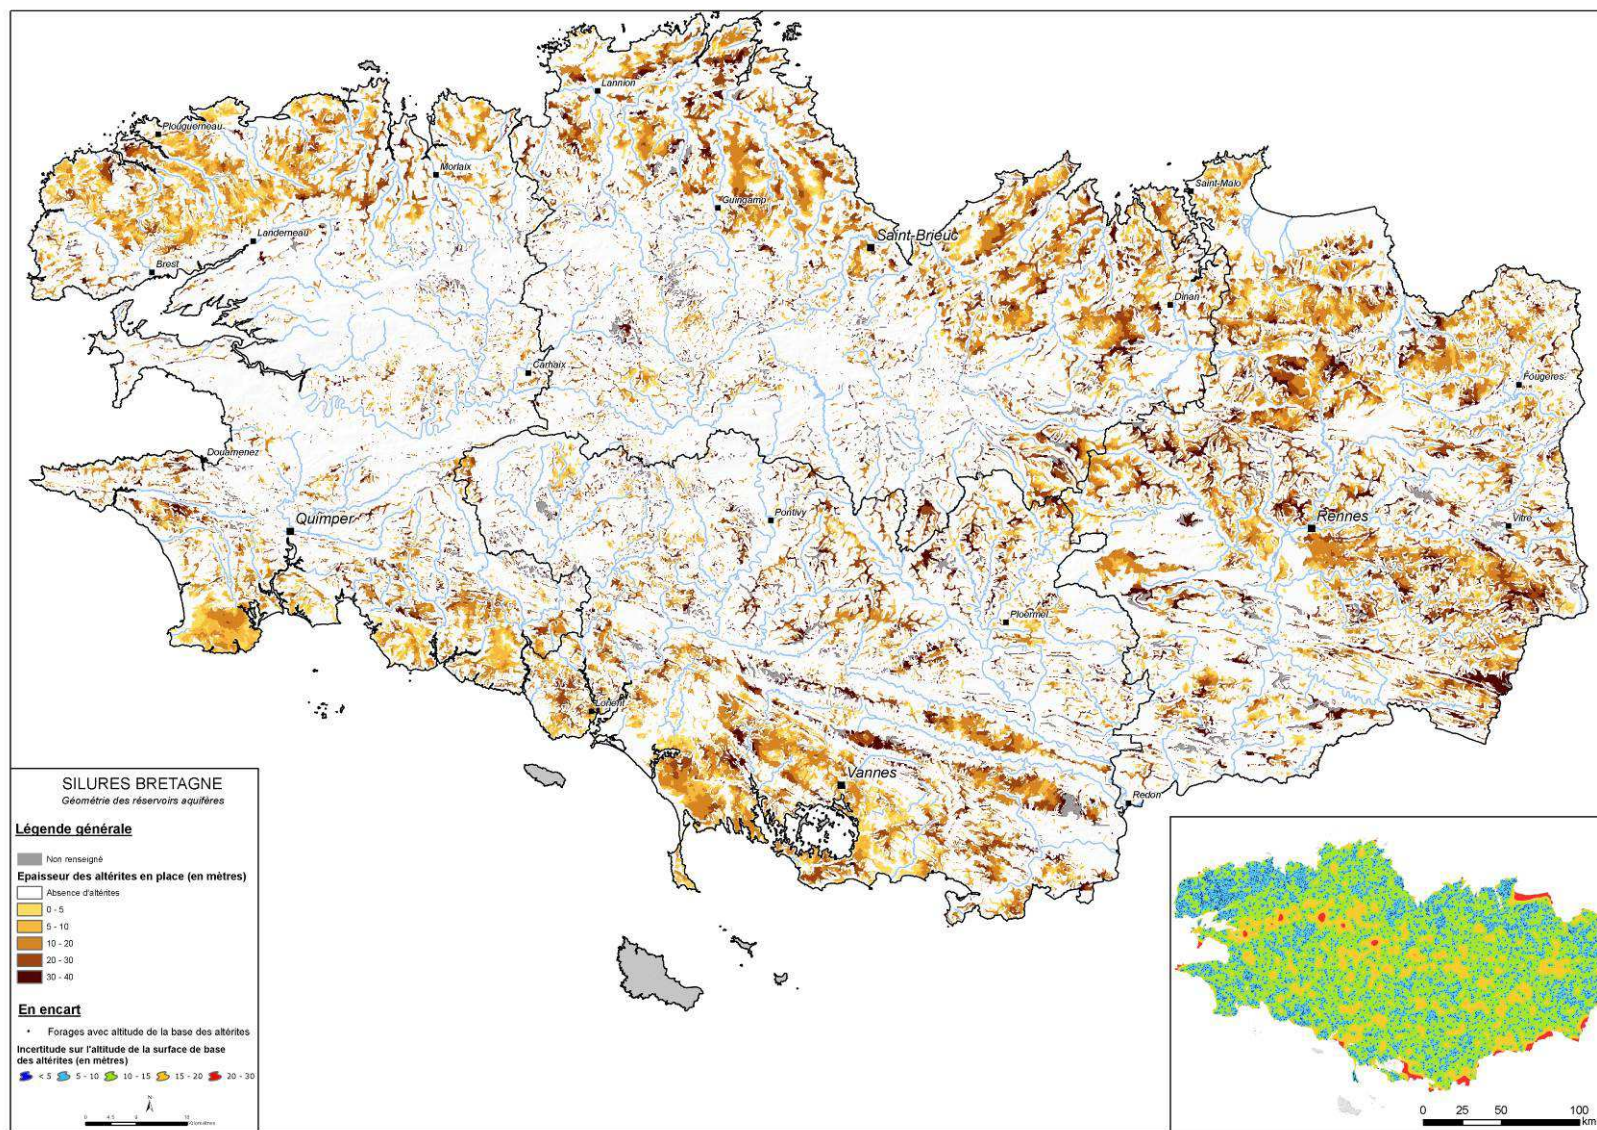 Lannion
Plouguerneau
Morlaix
Saint-Malo
Guingamp
Saint-Brieuc
Landerneau
Brest
Dinan
Carhaix
Fougères
Douarnenez
Quimper
Pontivy
Rennes
Vitré
Ploërmel
Lorient
Vannes
Redon
SILURES BRETAGNE
Géométrie des réservoirs aquifères
Légende générale
Non renseigné
Epaisseur des altérites en place (en mètres)
Absence d'altérites
0 - 5
5 - 10
10 - 20
20 - 30
30 - 40
En encart
Forages avec altitude de la base des altérites
Incertitude sur l'altitude de la surface de base
des altérites (en mètres)
< 5 5 - 10 10 - 15 15 - 20 20 - 30
N
0 25 50 100
km